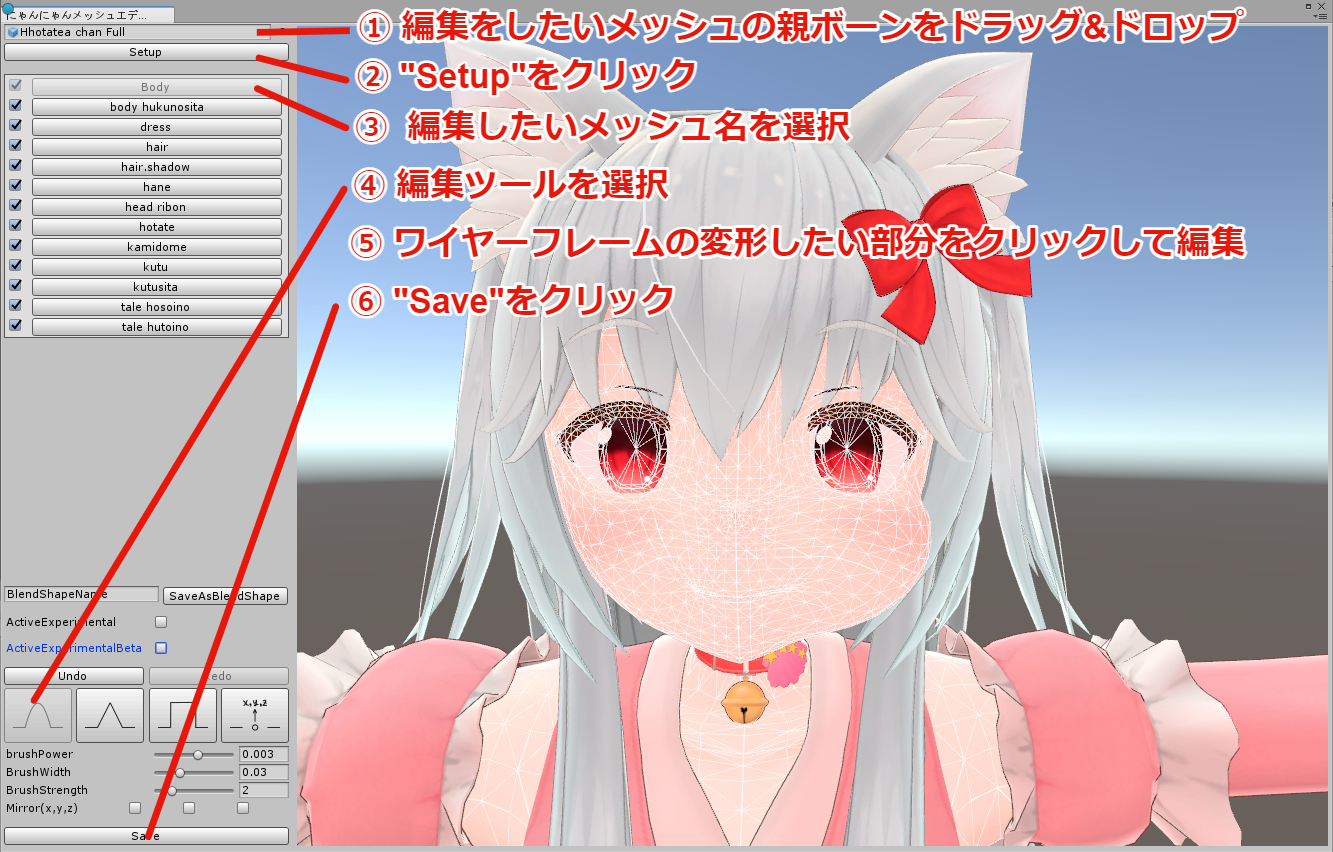 にゃんにゃんメッシュエデ...
Hhotatea chan Full
① 編集をしたいメッシュの親ボーンをドラッグ&ドロップ
Setup
② "Setup"をクリック
Body
③ 編集したいメッシュ名を選択
body hukunosita
dress
hair
hair.shadow
④ 編集ツールを選択
hane
head ribon
hotate
⑤ ワイヤーフレームの変形したい部分をクリックして編集
kamidome
kutu
kutusita
⑥ "Save"をクリック
tale hosoino
tale hutoino
BlendShapeName SaveAsBlendShape
ActiveExperimental
ActiveExperimentalBeta
Undo Redo
x,y,z
brushPower 0.003
BrushWidth 0.03
BrushStrength 2
Mirror(x,y,z)
Save